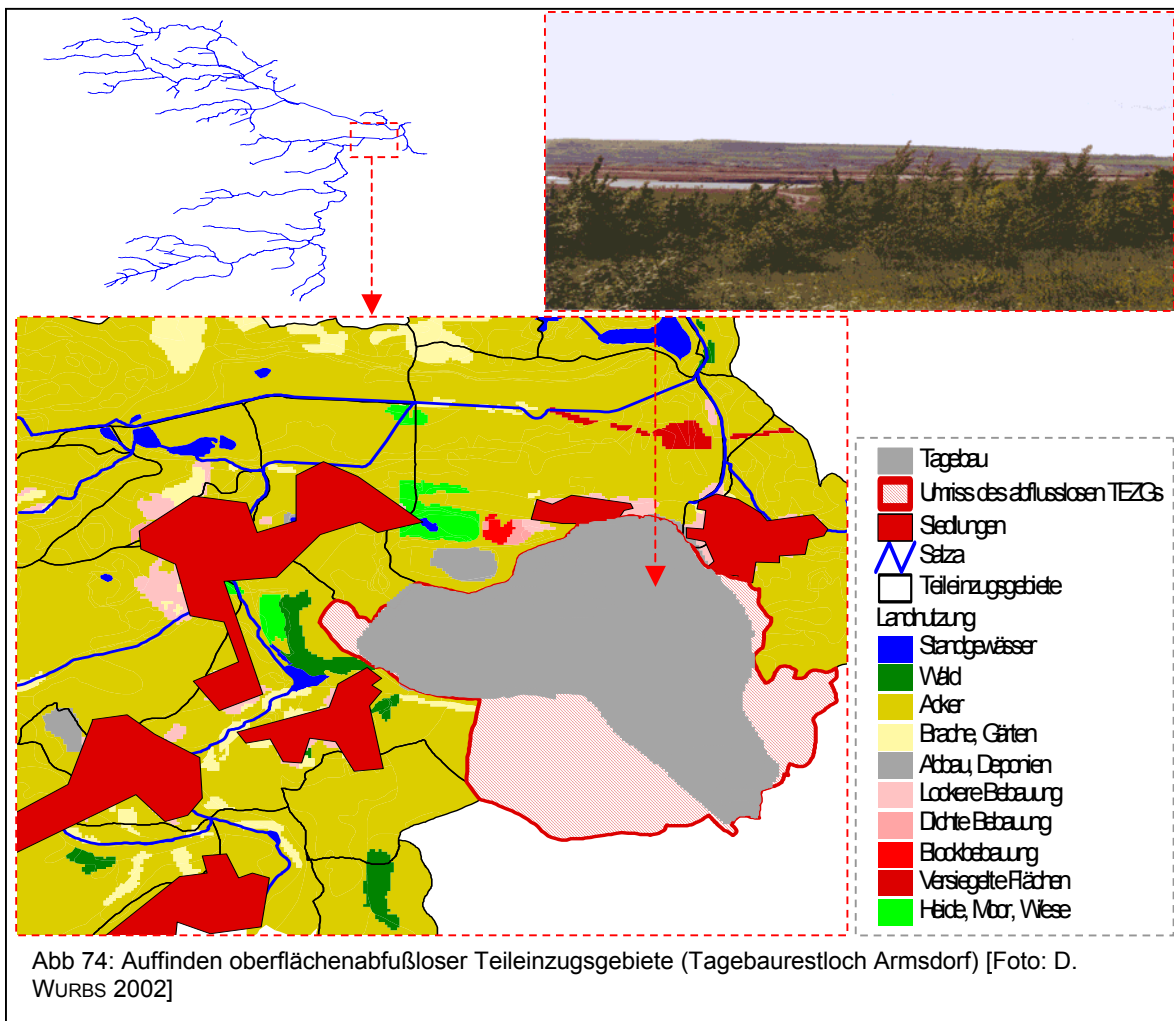 Tagebau
Umriss des abflusslosen TEZGs
Siedlungen
Salza
Teileinzugsgebiete
Landnutzung
Standgewässer
Wald
Acker
Brache, Gärten
Abbau, Deponien
Lockere Bebauung
Dichte Bebauung
Blockbebauung
Versiegelte Flächen
Heide, Moor, Wiese
Abb 74: Auffinden oberflächenabfußloser Teileinzugsgebiete (Tagebaurestloch Armsdorf) [Foto: D.
WURBS 2002]